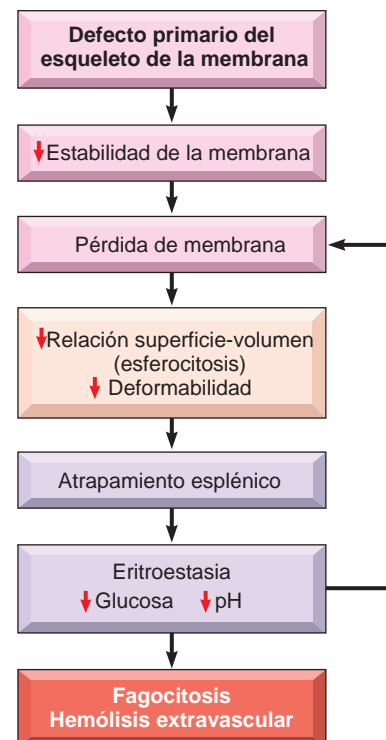 Defecto primario del
esqueleto de la membrana
Estabilidad de la membrana
Pérdida de membrana
Relación superficie-volumen
(esferocitosis)
Deformabilidad
Atrapamiento esplénico
Eritroestasia
Glucosa pH
Fagocitosis
Hemólisis extravascular